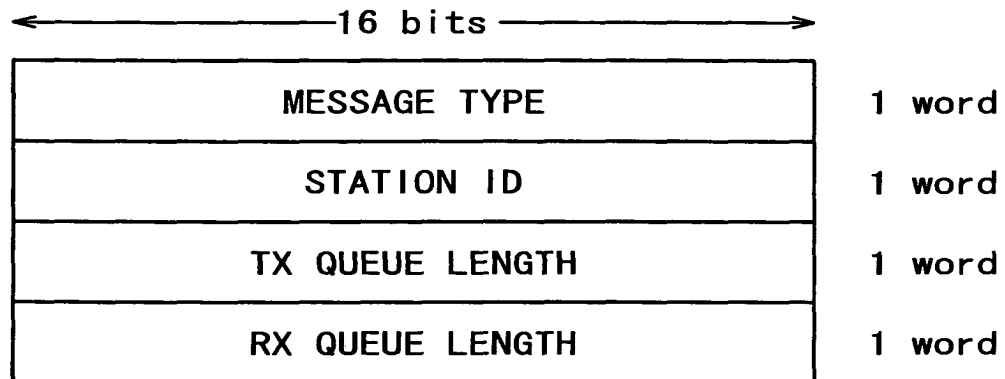 16 bits
MESSAGE TYPE 1 word
STATION ID 1 word
TX QUEUE LENGTH 1 word
RX QUEUE LENGTH 1 word